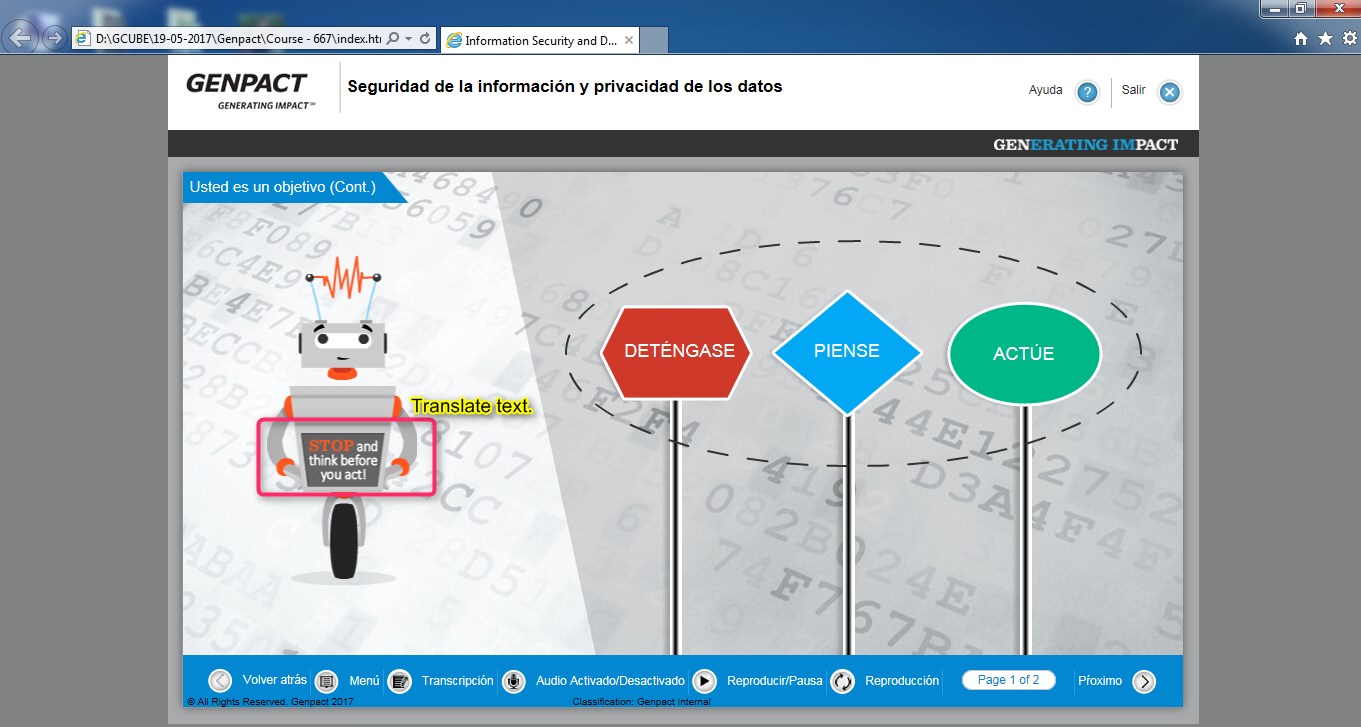 D:\GCUBE\19-05-2017\Genpact\Course - 667\index.htm
Information Security and D...
GENPACT
GENERATING IMPACT℠
Seguridad de la información y privacidad de los datos
Ayuda
Salir
GENERATING IMPACT
Usted es un objetivo (Cont.)
DETÉNGASE
PIENSE
ACTÚE
Translate text.
STOP and
think before
you act!
Volver atrás
Menú
Transcripción
Audio Activado/Desactivado
Reproducir/Pausa
Reproducción
Page 1 of 2
Próximo
© All Rights Reserved. Genpact 2017
Classification: Genpact Internal